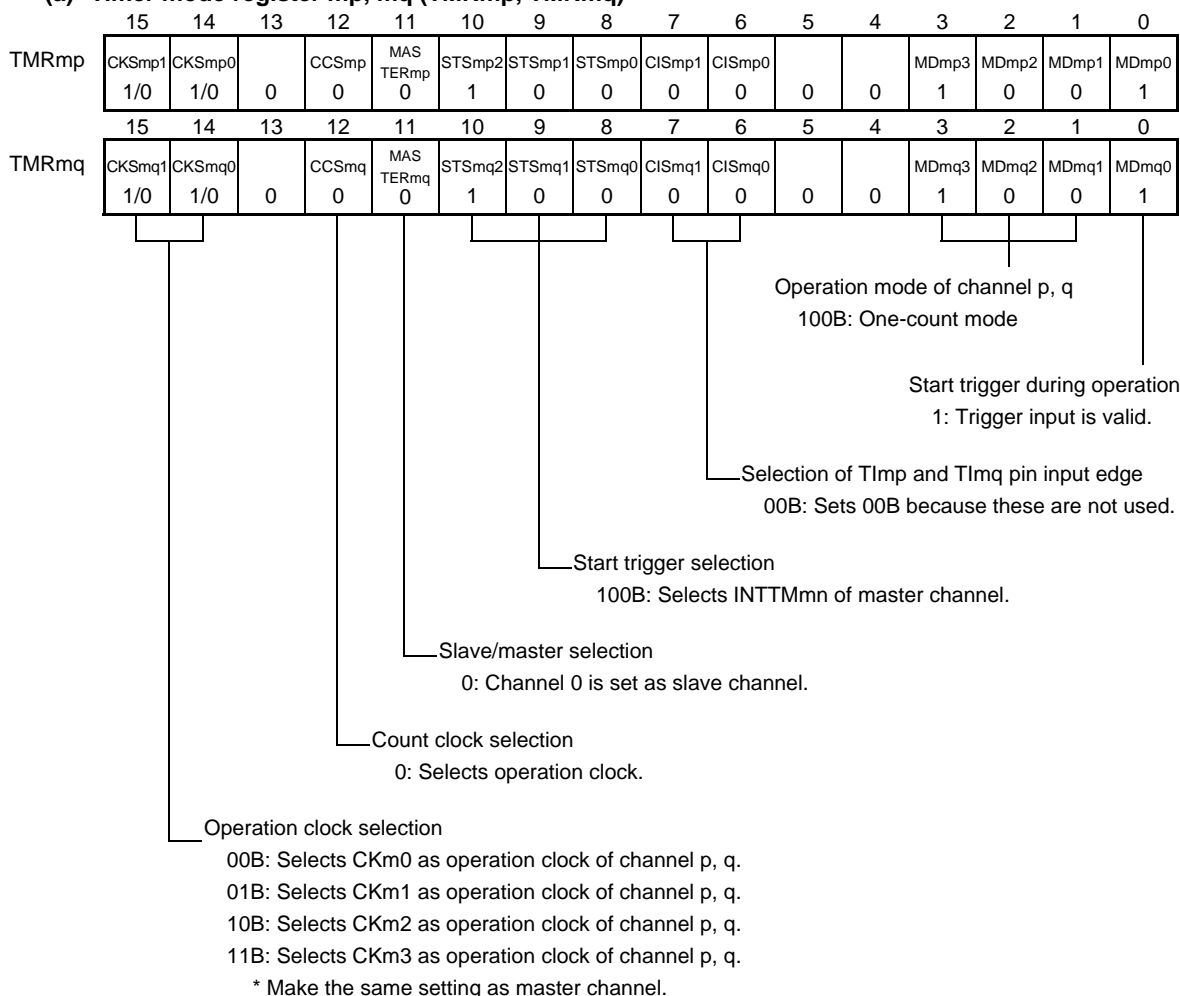 (a) Timer mode register mp, mq (TMRmp, TMRmq)
15 14 13 12 11 10 9 8 7 6 5 4 3 2 1 0
TMRmp CKSmp1 CKSmp0 CCSmp MAS TERmp STSmp2 STSmp1 STSmp0 CISmp1 CISmp0 MDmp3 MDmp2 MDmp1 MDmp0
1/0 1/0 0 0 0 1 0 0 0 0 0 0 1 0 0 1
15 14 13 12 11 10 9 8 7 6 5 4 3 2 1 0
TMRmq CKSmq1 CKSmq0 CCSmq MAS TERmq STSmq2 STSmq1 STSmq0 CISmq1 CISmq0 MDmq3 MDmq2 MDmq1 MDmq0
1/0 1/0 0 0 0 1 0 0 0 0 0 0 1 0 0 1
Operation mode of channel p, q
100B: One-count mode
Start trigger during operation
1: Trigger input is valid.
Selection of TImp and TImq pin input edge
00B: Sets 00B because these are not used.
Start trigger selection
100B: Selects INTTMmn of master channel.
Slave/master selection
0: Channel 0 is set as slave channel.
Count clock selection
0: Selects operation clock.
Operation clock selection
00B: Selects CKm0 as operation clock of channel p, q.
01B: Selects CKm1 as operation clock of channel p, q.
10B: Selects CKm2 as operation clock of channel p, q.
11B: Selects CKm3 as operation clock of channel p, q.
* Make the same setting as master channel.